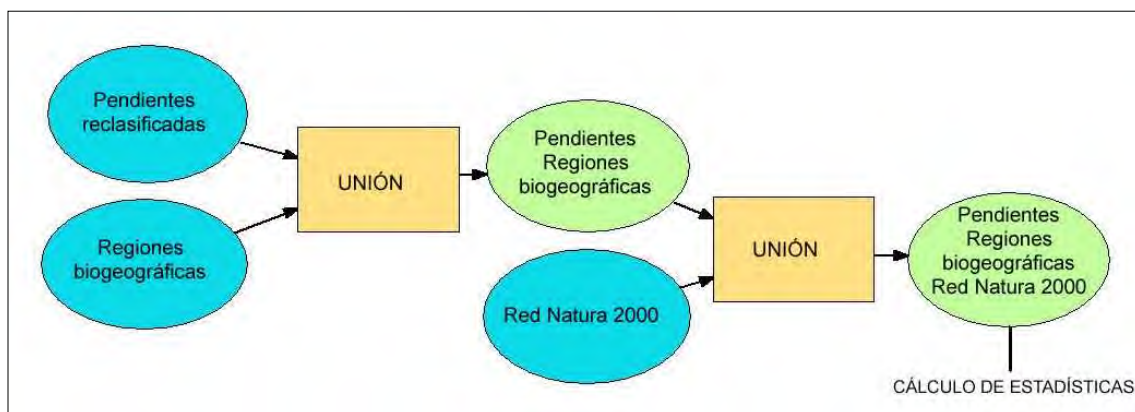 Pendientes
reclasificadas
Regiones
biogeográficas
UNIÓN
Pendientes
Regiones
biogeográficas
Red Natura 2000
UNIÓN
Pendientes
Regiones
biogeográficas
Red Natura 2000
CÁLCULO DE ESTADÍSTICAS